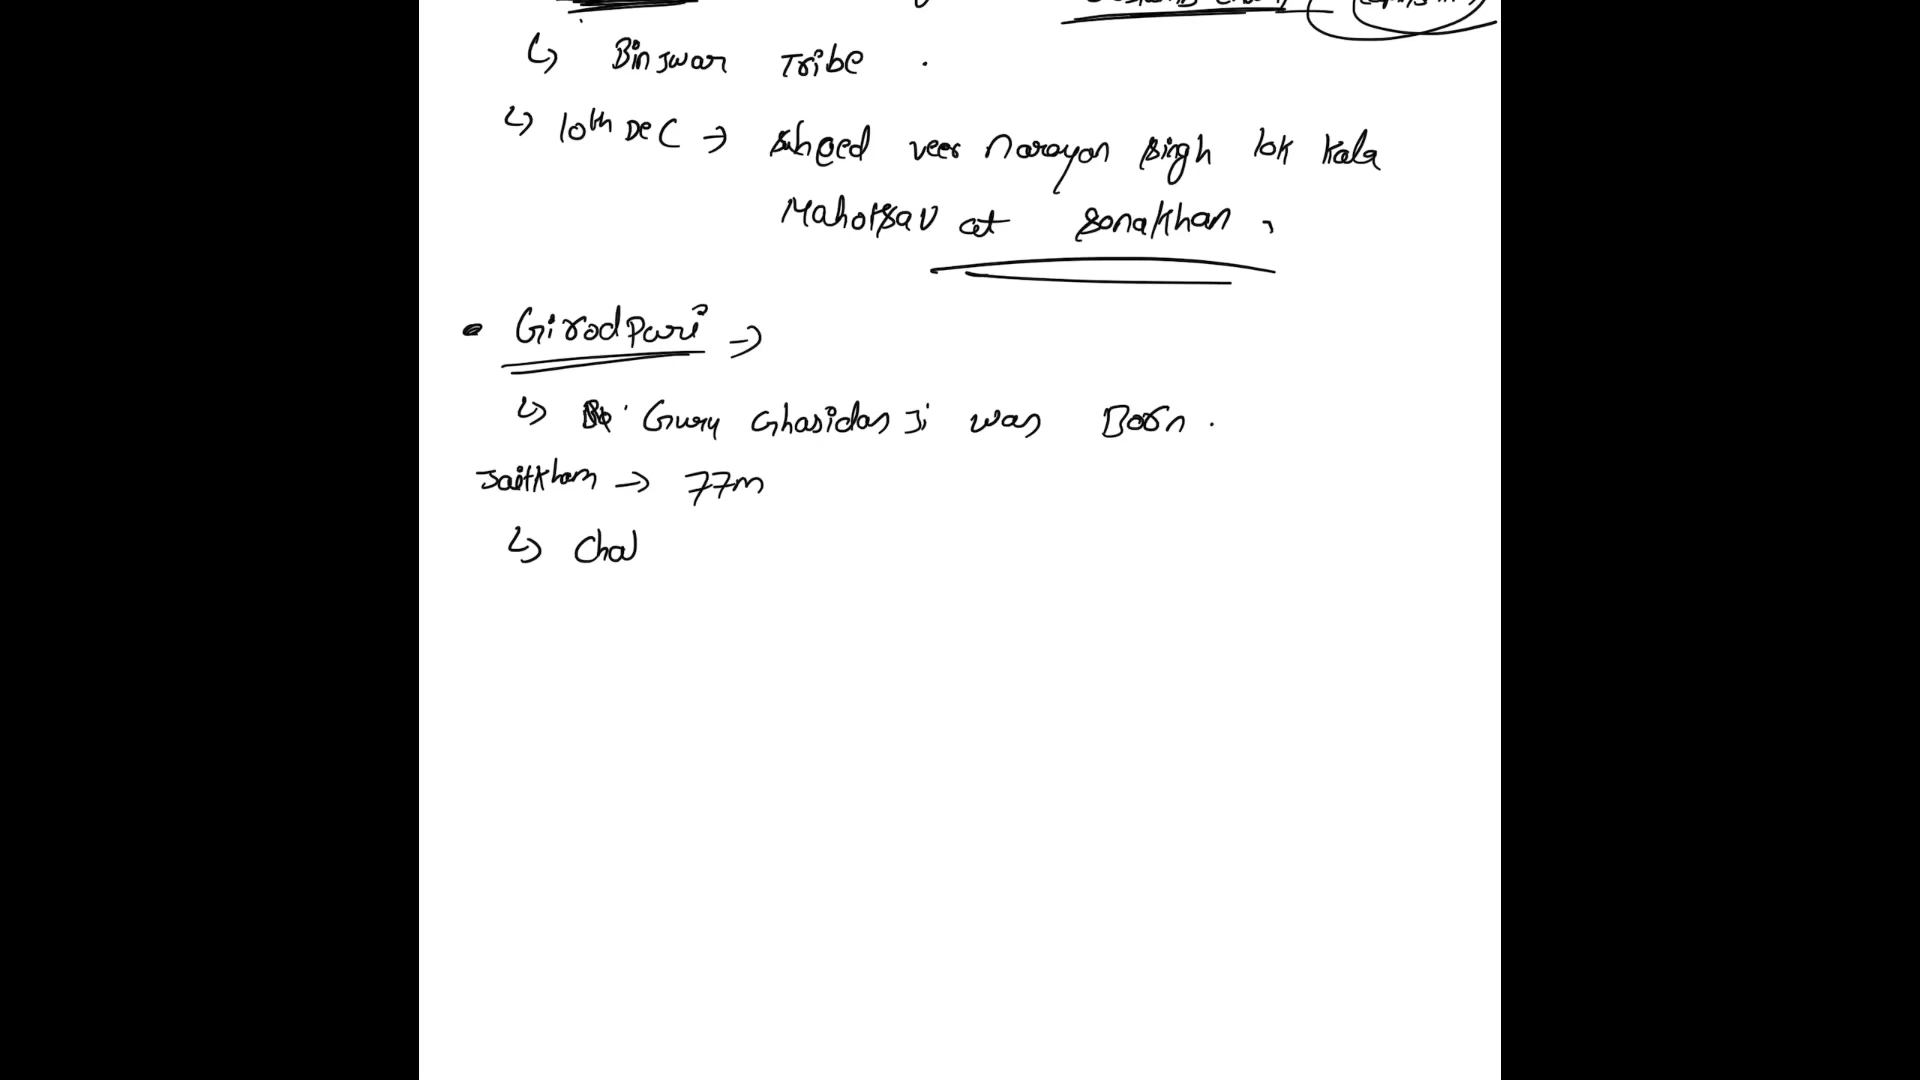 ↳ Binjwar Tribe .
↳ 10th Dec → Saheed veer Narayan singh lok kala
Mahotsav at sonakhan ,
• Girodpuri →
↳ Guru Ghasidas Ji was Born .
Jaitkham → 77m
↳ Chal